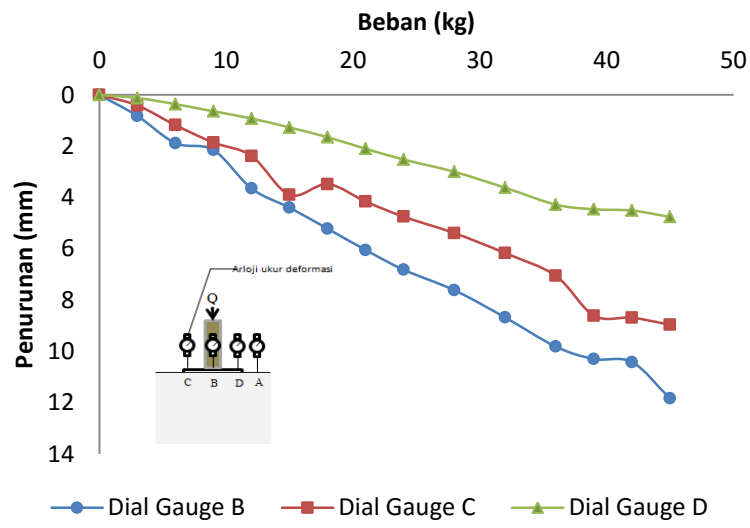 Beban (kg)
0 10 20 30 40 50
Penurunan (mm)
0
2
4
6
8
10
12
14
Arloji ukur deformasi
Q
C B D A
Dial Gauge B Dial Gauge C Dial Gauge D